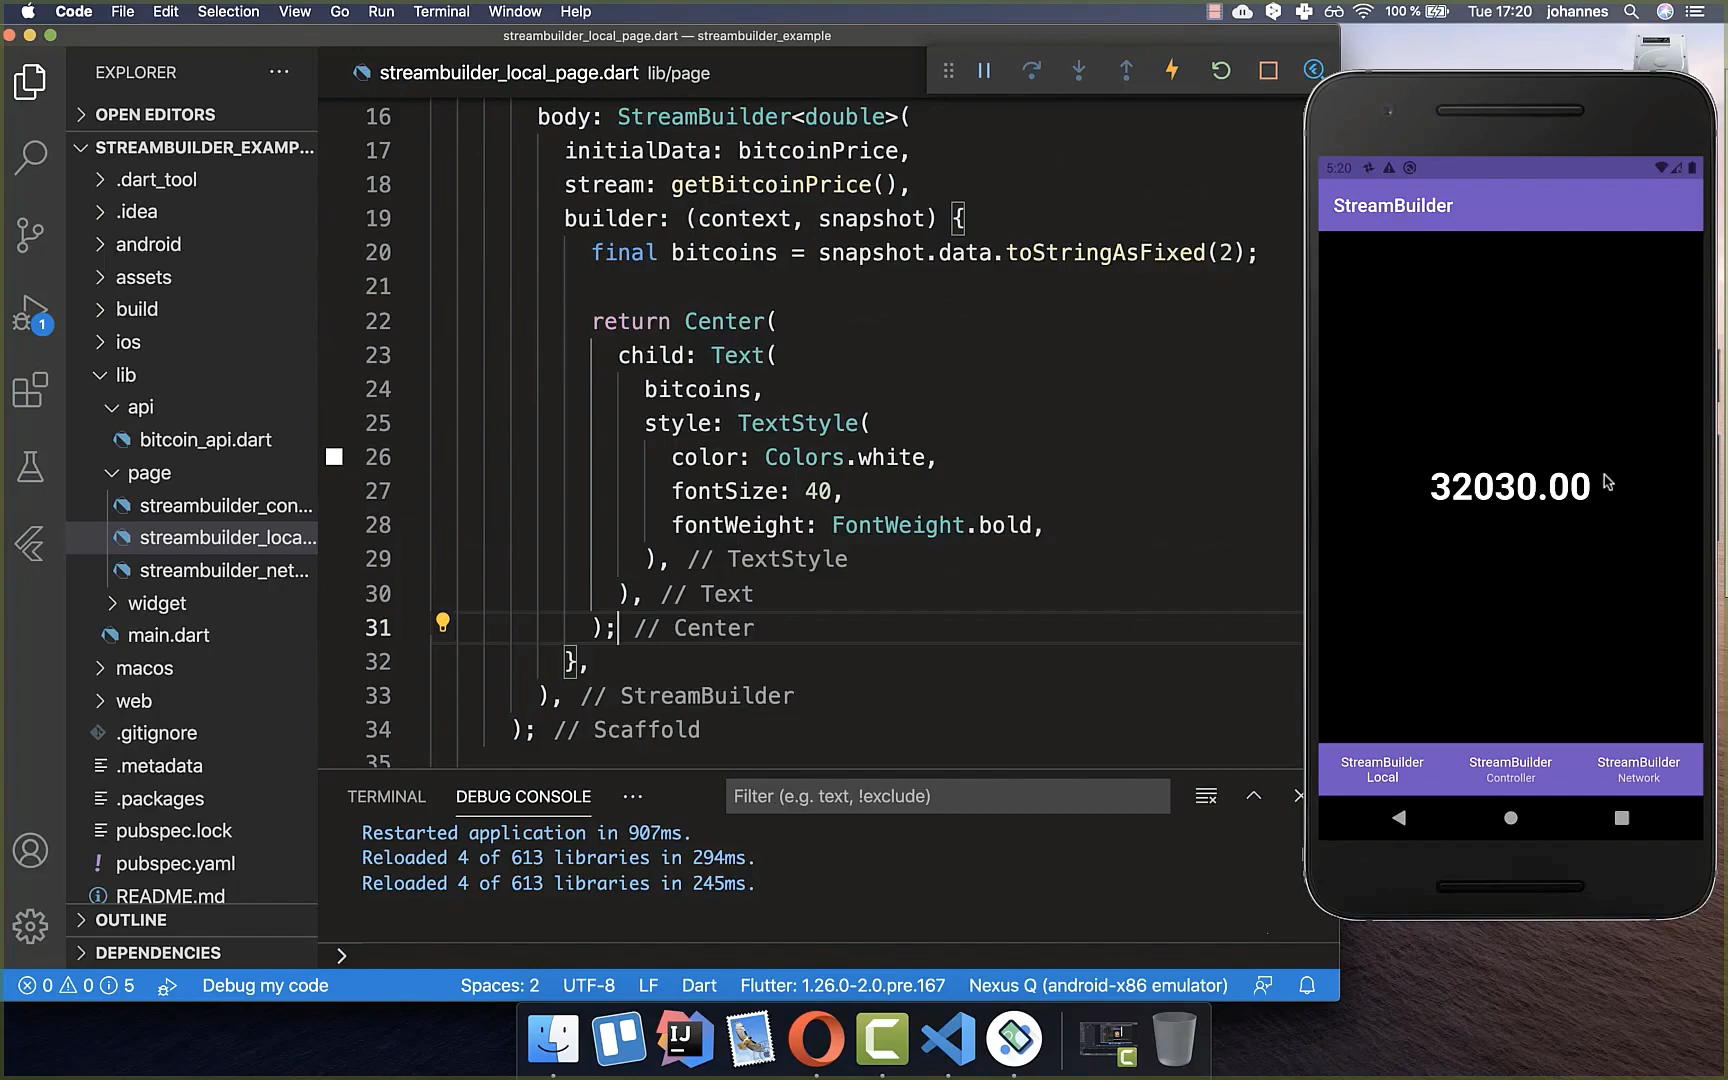 Code File Edit Selection View Go Run Terminal Window Help 100 % Tue 17:20 johannes
streambuilder_local_page.dart — streambuilder_example
EXPLORER
OPEN EDITORS
STREAMBUILDER_EXAMP...
.dart_tool
.idea
android
assets
build
ios
lib
api
bitcoin_api.dart
page
streambuilder_con...
streambuilder_loca...
streambuilder_net...
widget
main.dart
macos
web
.gitignore
.metadata
.packages
pubspec.lock
! pubspec.yaml
README.md
OUTLINE
DEPENDENCIES
1
streambuilder_local_page.dart lib/page
16 body: StreamBuilder<double>(
17 initialData: bitcoinPrice,
18 stream: getBitcoinPrice(),
19 builder: (context, snapshot) {
20 final bitcoins = snapshot.data.toStringAsFixed(2);
21
22 return Center(
23 child: Text(
24 bitcoins,
25 style: TextStyle(
26 color: Colors.white,
27 fontSize: 40,
28 fontWeight: FontWeight.bold,
29 ), // TextStyle
30 ), // Text
31 ); // Center
32 },
33 ), // StreamBuilder
34 ); // Scaffold
35
TERMINAL DEBUG CONSOLE ... Filter (e.g. text, !exclude)
Restarted application in 907ms.
Reloaded 4 of 613 libraries in 294ms.
Reloaded 4 of 613 libraries in 245ms.
0 0 5 Debug my code Spaces: 2 UTF-8 LF Dart Flutter: 1.26.0-2.0.pre.167 Nexus Q (android-x86 emulator)
5:20
StreamBuilder
32030.00
StreamBuilder
Local
StreamBuilder
Controller
StreamBuilder
Network
IJ
C
C